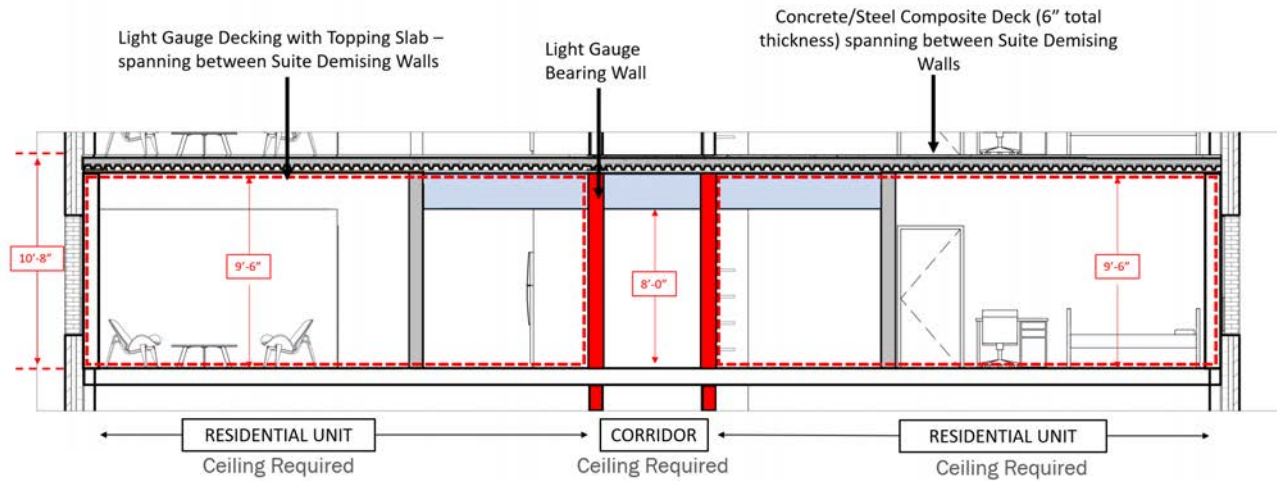 Light Gauge Decking with Topping Slab –
spanning between Suite Demising Walls
Light Gauge
Bearing Wall
Concrete/Steel Composite Deck (6” total
thickness) spanning between Suite Demising
Walls
10’-8”
9’-6”
8’-0”
9’-6”
RESIDENTIAL UNIT
Ceiling Required
CORRIDOR
Ceiling Required
RESIDENTIAL UNIT
Ceiling Required